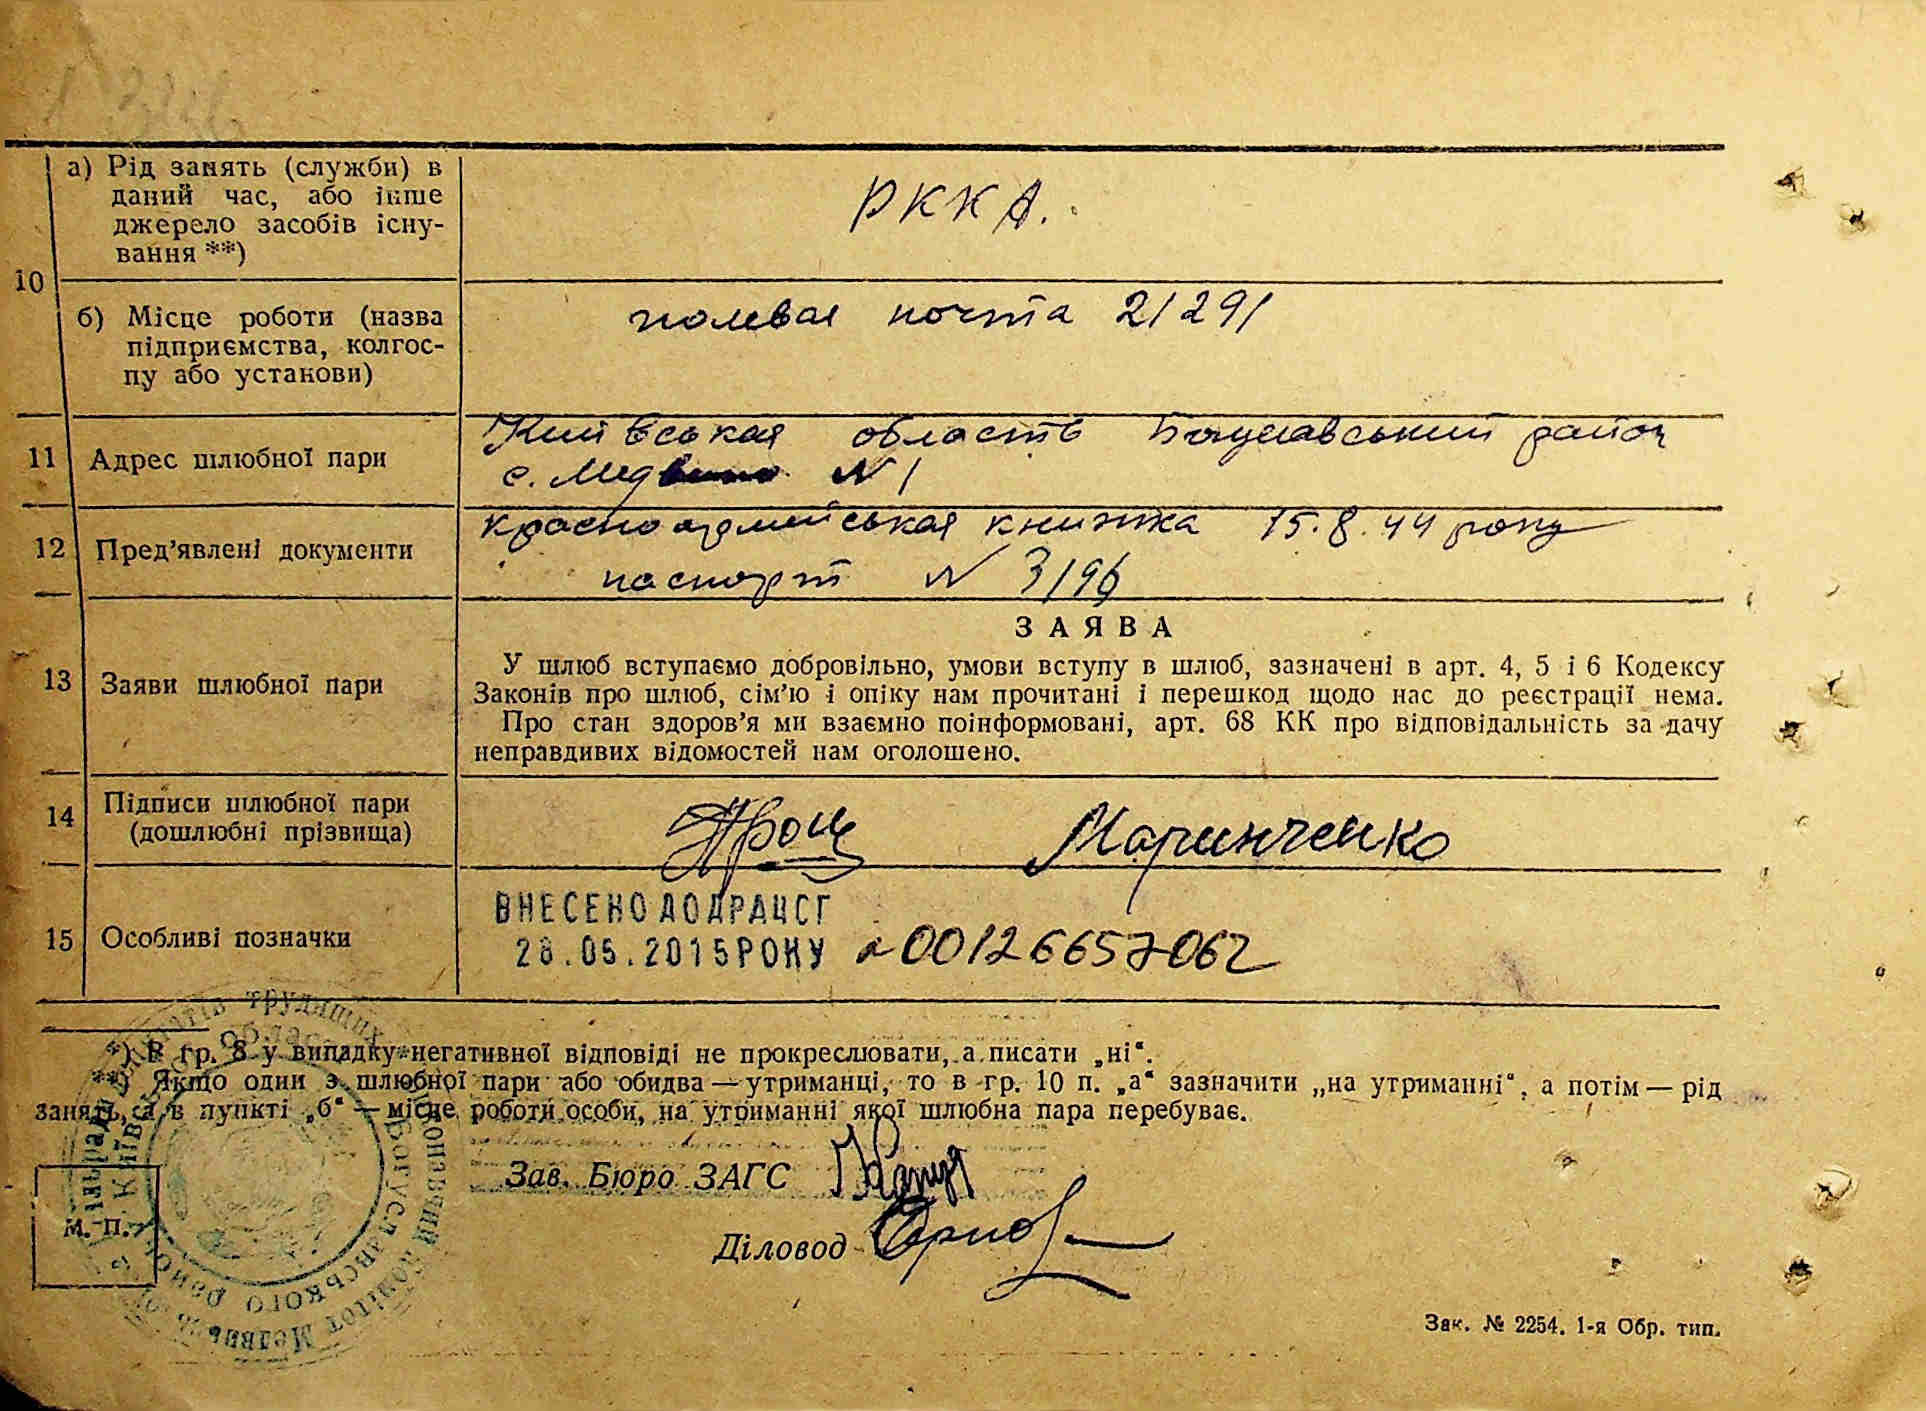 10
а) Рід занять (служби) в
даний час, або інше
джерело засобів існу-
вання **)
РККА.
б) Місце роботи (назва
підприємства, колгос-
пу або установи)
полевая почта 21291
11
Адрес шлюбної пари
Київськая область Богуславський район
с. Медвино N 1
12
Пред’явлені документи
красноармейськая книжка 15.8.44 року
паспорт N 3196
13
Заяви шлюбної пари
ЗАЯВА
У шлюб вступаємо добровільно, умови вступу в шлюб, зазначені в арт. 4, 5 і 6 Кодексу
Законів про шлюб, сім’ю і опіку нам прочитані і перешкод щодо нас до реєстрації нема.
Про стан здоров’я ми взаємно поінформовані, арт. 68 КК про відповідальність за дачу
неправдивих відомостей нам оголошено.
14
Підписи шлюбної пари
(дошлюбні прізвища)
Маринченко
15
Особливі позначки
ВНЕСЕНО ДО ДРАЦСГ
28.05.2015 РОКУ 00126657062
*) В гр. 8 у випадку негативної відповіді не прокреслювати, а писати „ні“.
**) Якщо один з шлюбної пари або обидва — утриманці, то в гр. 10 п. „а“ зазначити „на утриманні“, а потім — рід
занять, а в пункті „б“ — місце роботи особи, на утриманні якої шлюбна пара перебуває.
Зав. Бюро ЗАГС
М. П.
Діловод
Зак. № 2254. 1-я Обр. тип.